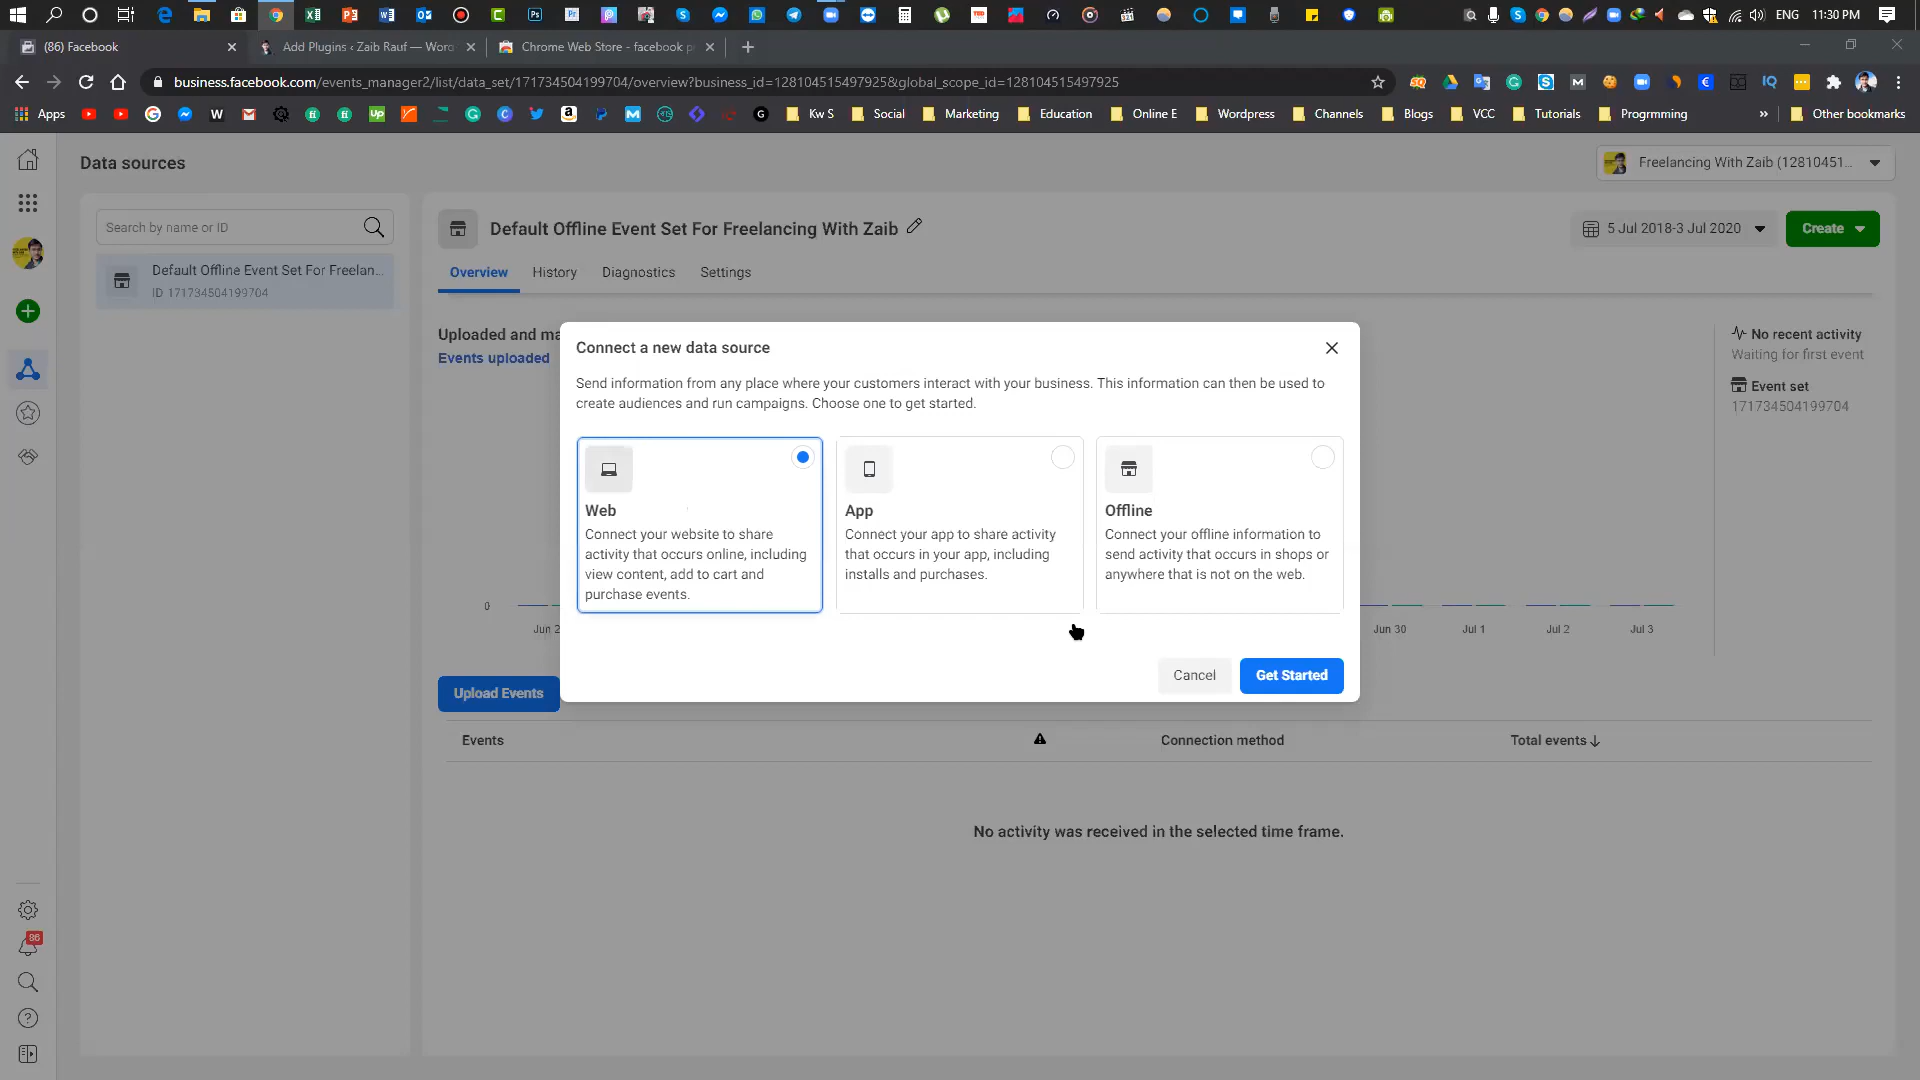 ENG
11:30 PM
(86) Facebook
Add Plugins ‹ Zaib Rauf — Word
Chrome Web Store - facebook p
business.facebook.com/events_manager2/list/data_set/171734504199704/overview?business_id=128104515497925&global_scope_id=128104515497925
Apps
Kw S
Social
Marketing
Education
Online E
Wordpress
Channels
Blogs
VCC
Tutorials
Progrmming
»
Other bookmarks
Data sources
Freelancing With Zaib (12810451...
Search by name or ID
Default Offline Event Set For Freelan...
ID 171734504199704
Default Offline Event Set For Freelancing With Zaib
5 Jul 2018-3 Jul 2020
Create
Overview
History
Diagnostics
Settings
Uploaded and ma
Events uploaded
No recent activity
Waiting for first event
Event set
171734504199704
Connect a new data source
Send information from any place where your customers interact with your business. This information can then be used to
create audiences and run campaigns. Choose one to get started.
Web
Connect your website to share
activity that occurs online, including
view content, add to cart and
purchase events.
App
Connect your app to share activity
that occurs in your app, including
installs and purchases.
Offline
Connect your offline information to
send activity that occurs in shops or
anywhere that is not on the web.
Cancel
Get Started
0
Jun 2
Jun 30
Jul 1
Jul 2
Jul 3
Upload Events
Events
Connection method
Total events
No activity was received in the selected time frame.
86